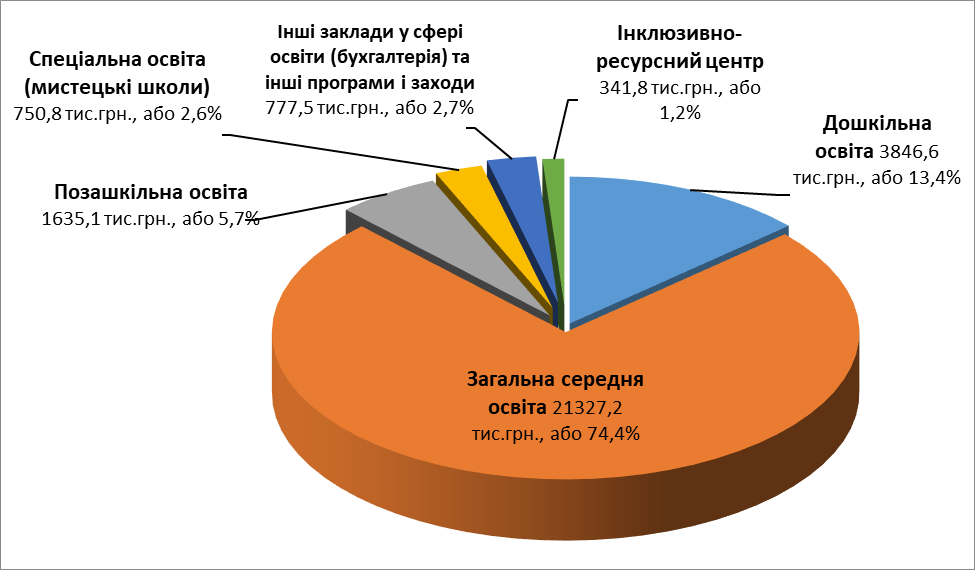 Спеціальна освіта
(мистецькі школи)
750,8 тис.грн., або 2,6%
Інші заклади у сфері
освіти (бухгалтерія) та
інші програми і заходи
777,5 тис.грн., або 2,7%
Інклюзивно-
ресурсний центр
341,8 тис.грн., або
1,2%
Дошкільна
освіта 3846,6
тис.грн., або 13,4%
Позашкільна освіта
1635,1 тис.грн., або 5,7%
Загальна середня
освіта 21327,2
тис.грн., або 74,4%